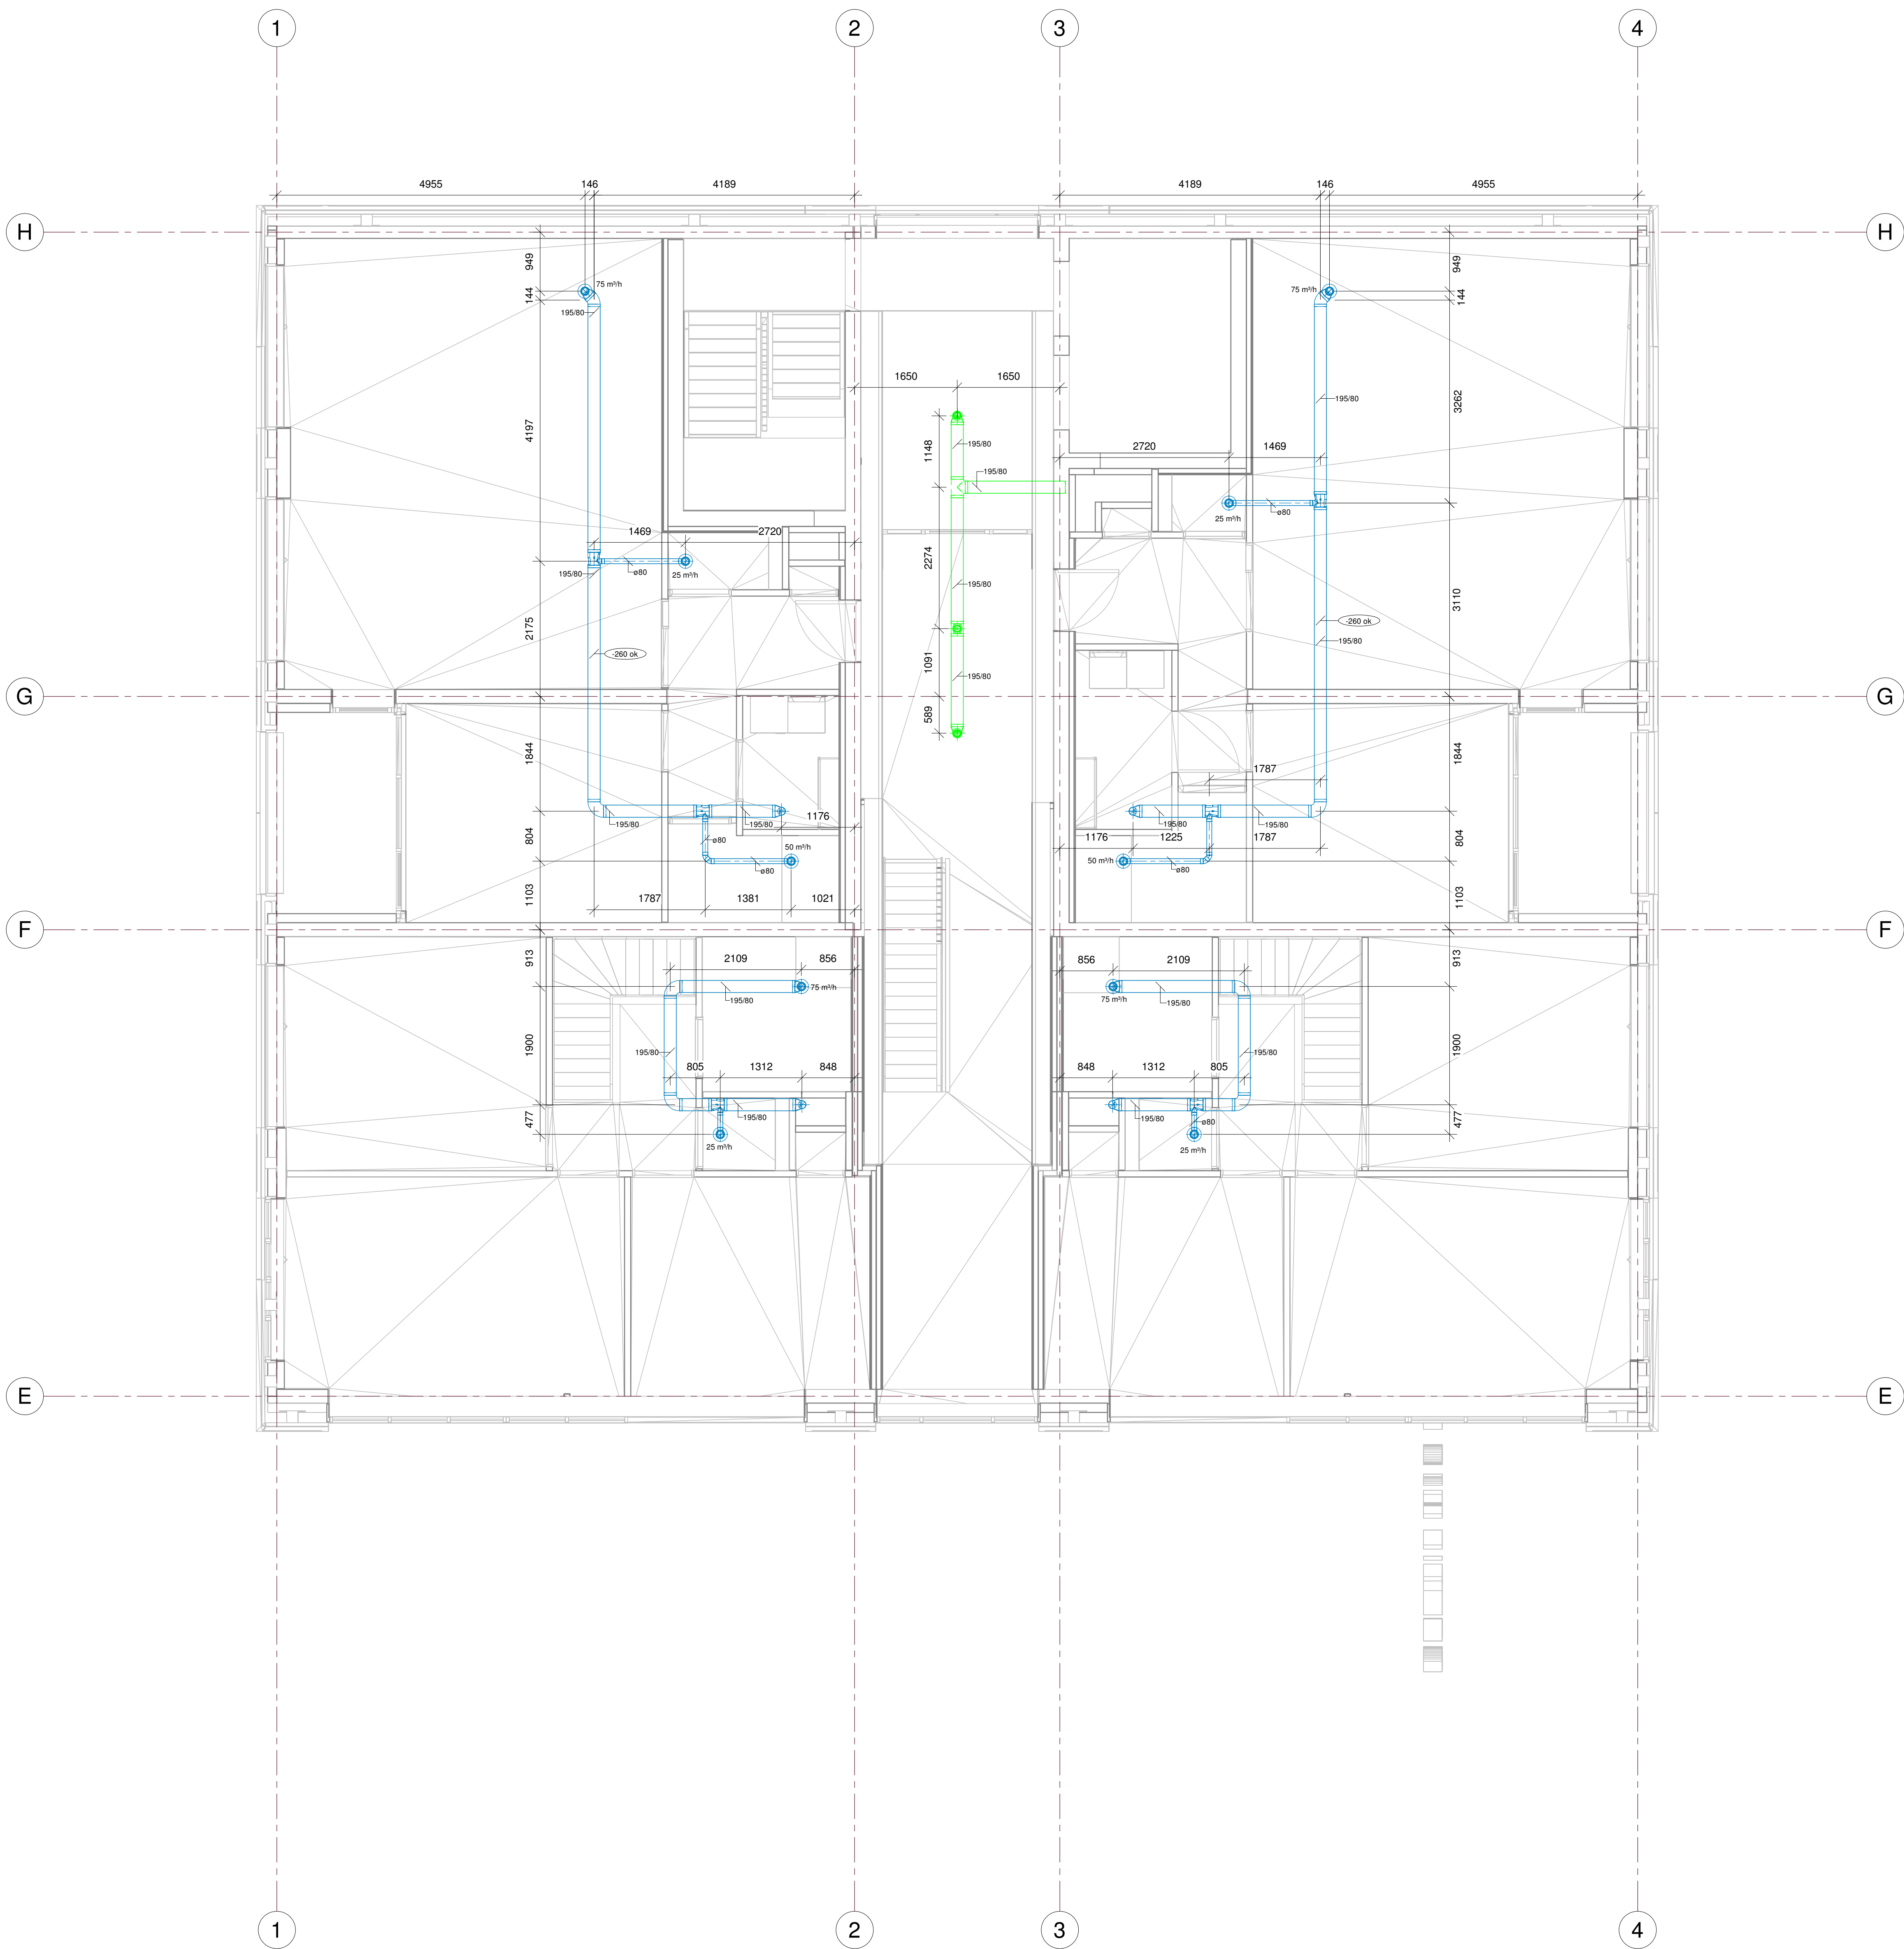 1 2 3 4
4955 146 4189 4189 146 4955
H H
949 949
75 m³/h 75 m³/h
144 144
195/80
1650 1650
195/80
3262
4197
1148
195/80
2720 1469
195/80
25 m³/h ø80
1469 2720
2274
195/80 ø80 25 m³/h
195/80
3110
2175
-260 ok
-260 ok
195/80
1091
195/80
G G
589
1844 1844
1787
195/80 195/80 1176
195/80 195/80
804 ø80
1176 1225 1787 804
50 m³/h
ø80
50 m³/h
ø80
1103 1787 1381 1021
1103
F F
913 913
2109 856 856 2109
75 m³/h
195/80
75 m³/h
195/80
1900 1900
195/80 195/80
805 1312 848 848 1312 805
477 195/80
195/80 ø80 477
25 m³/h
25 m³/h
E E
1 2 3 4